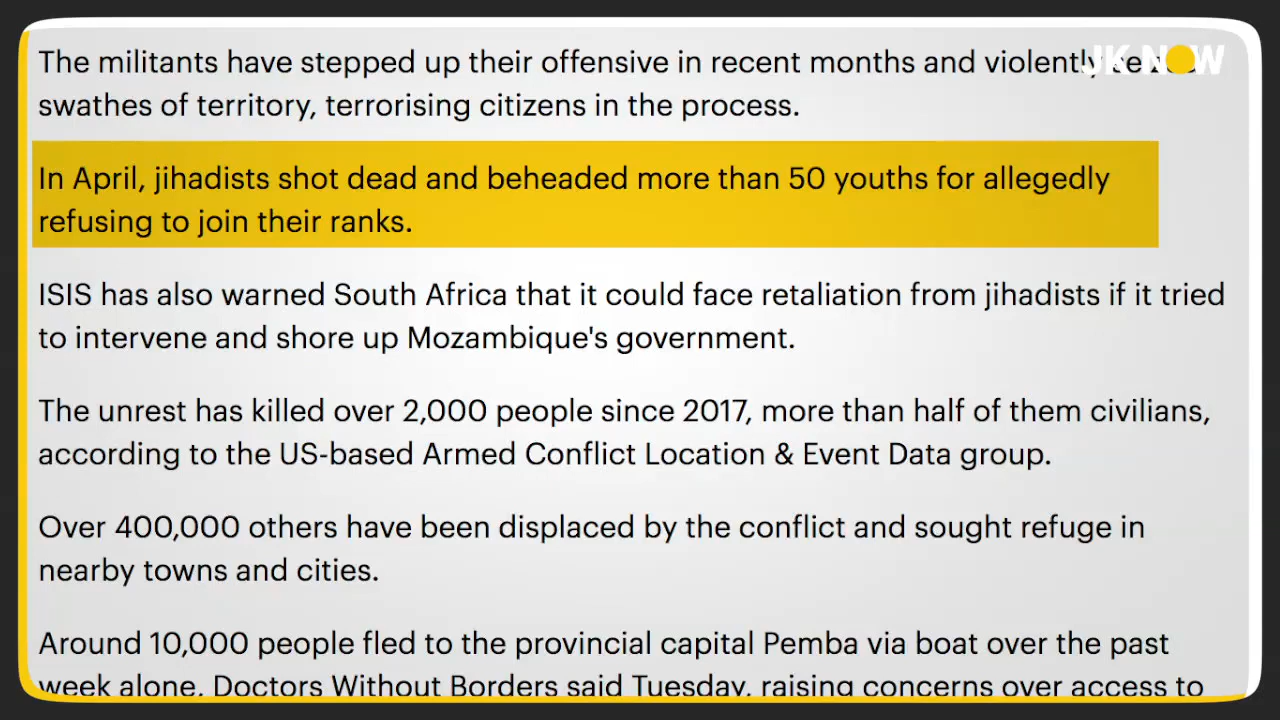 The militants have stepped up their offensive in recent months and violently
JK NOW
swathes of territory, terrorising citizens in the process.
In April, jihadists shot dead and beheaded more than 50 youths for allegedly
refusing to join their ranks.
ISIS has also warned South Africa that it could face retaliation from jihadists if it tried
to intervene and shore up Mozambique's government.
The unrest has killed over 2,000 people since 2017, more than half of them civilians,
according to the US-based Armed Conflict Location & Event Data group.
Over 400,000 others have been displaced by the conflict and sought refuge in
nearby towns and cities.
Around 10,000 people fled to the provincial capital Pemba via boat over the past
week alone, Doctors Without Borders said Tuesday, raising concerns over access to